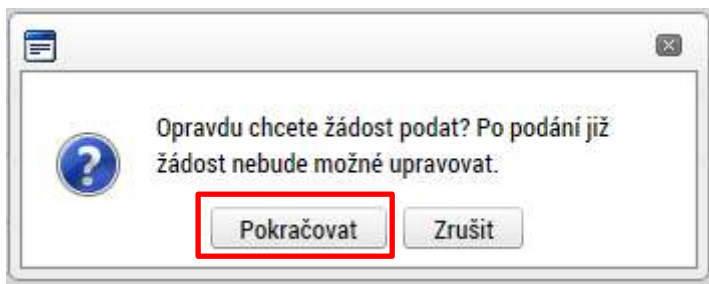 Opravdu chcete žádost podat? Po podání již
žádost nebude možné upravovat.
Pokračovat Zrušit